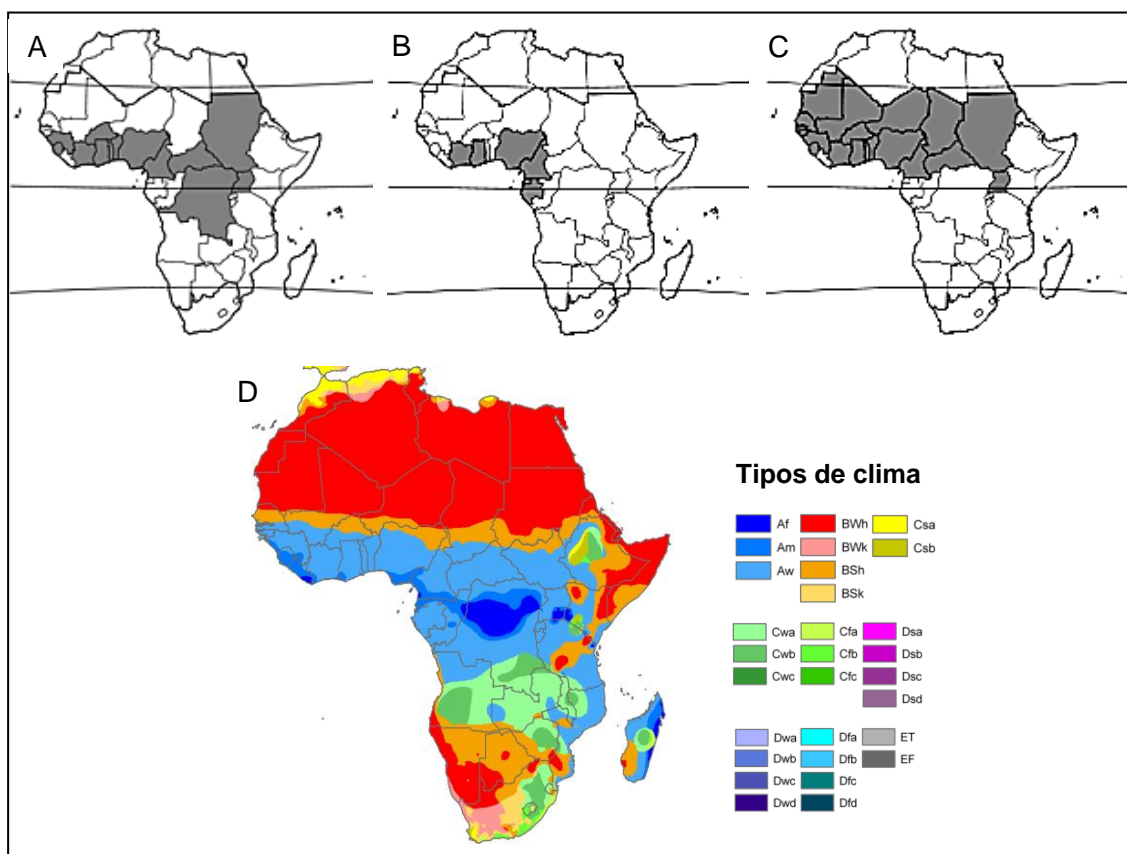 A B C
D
Tipos de clima
Af BWh Csa
Am BWk Csb
Aw BSh
BSk
Cwa Cfa Dsa
Cwb Cfb Dsb
Cwc Cfc Dsc
Dsd
Dwa Dfa ET
Dwb Dfb EF
Dwc Dfc
Dwd Dfd